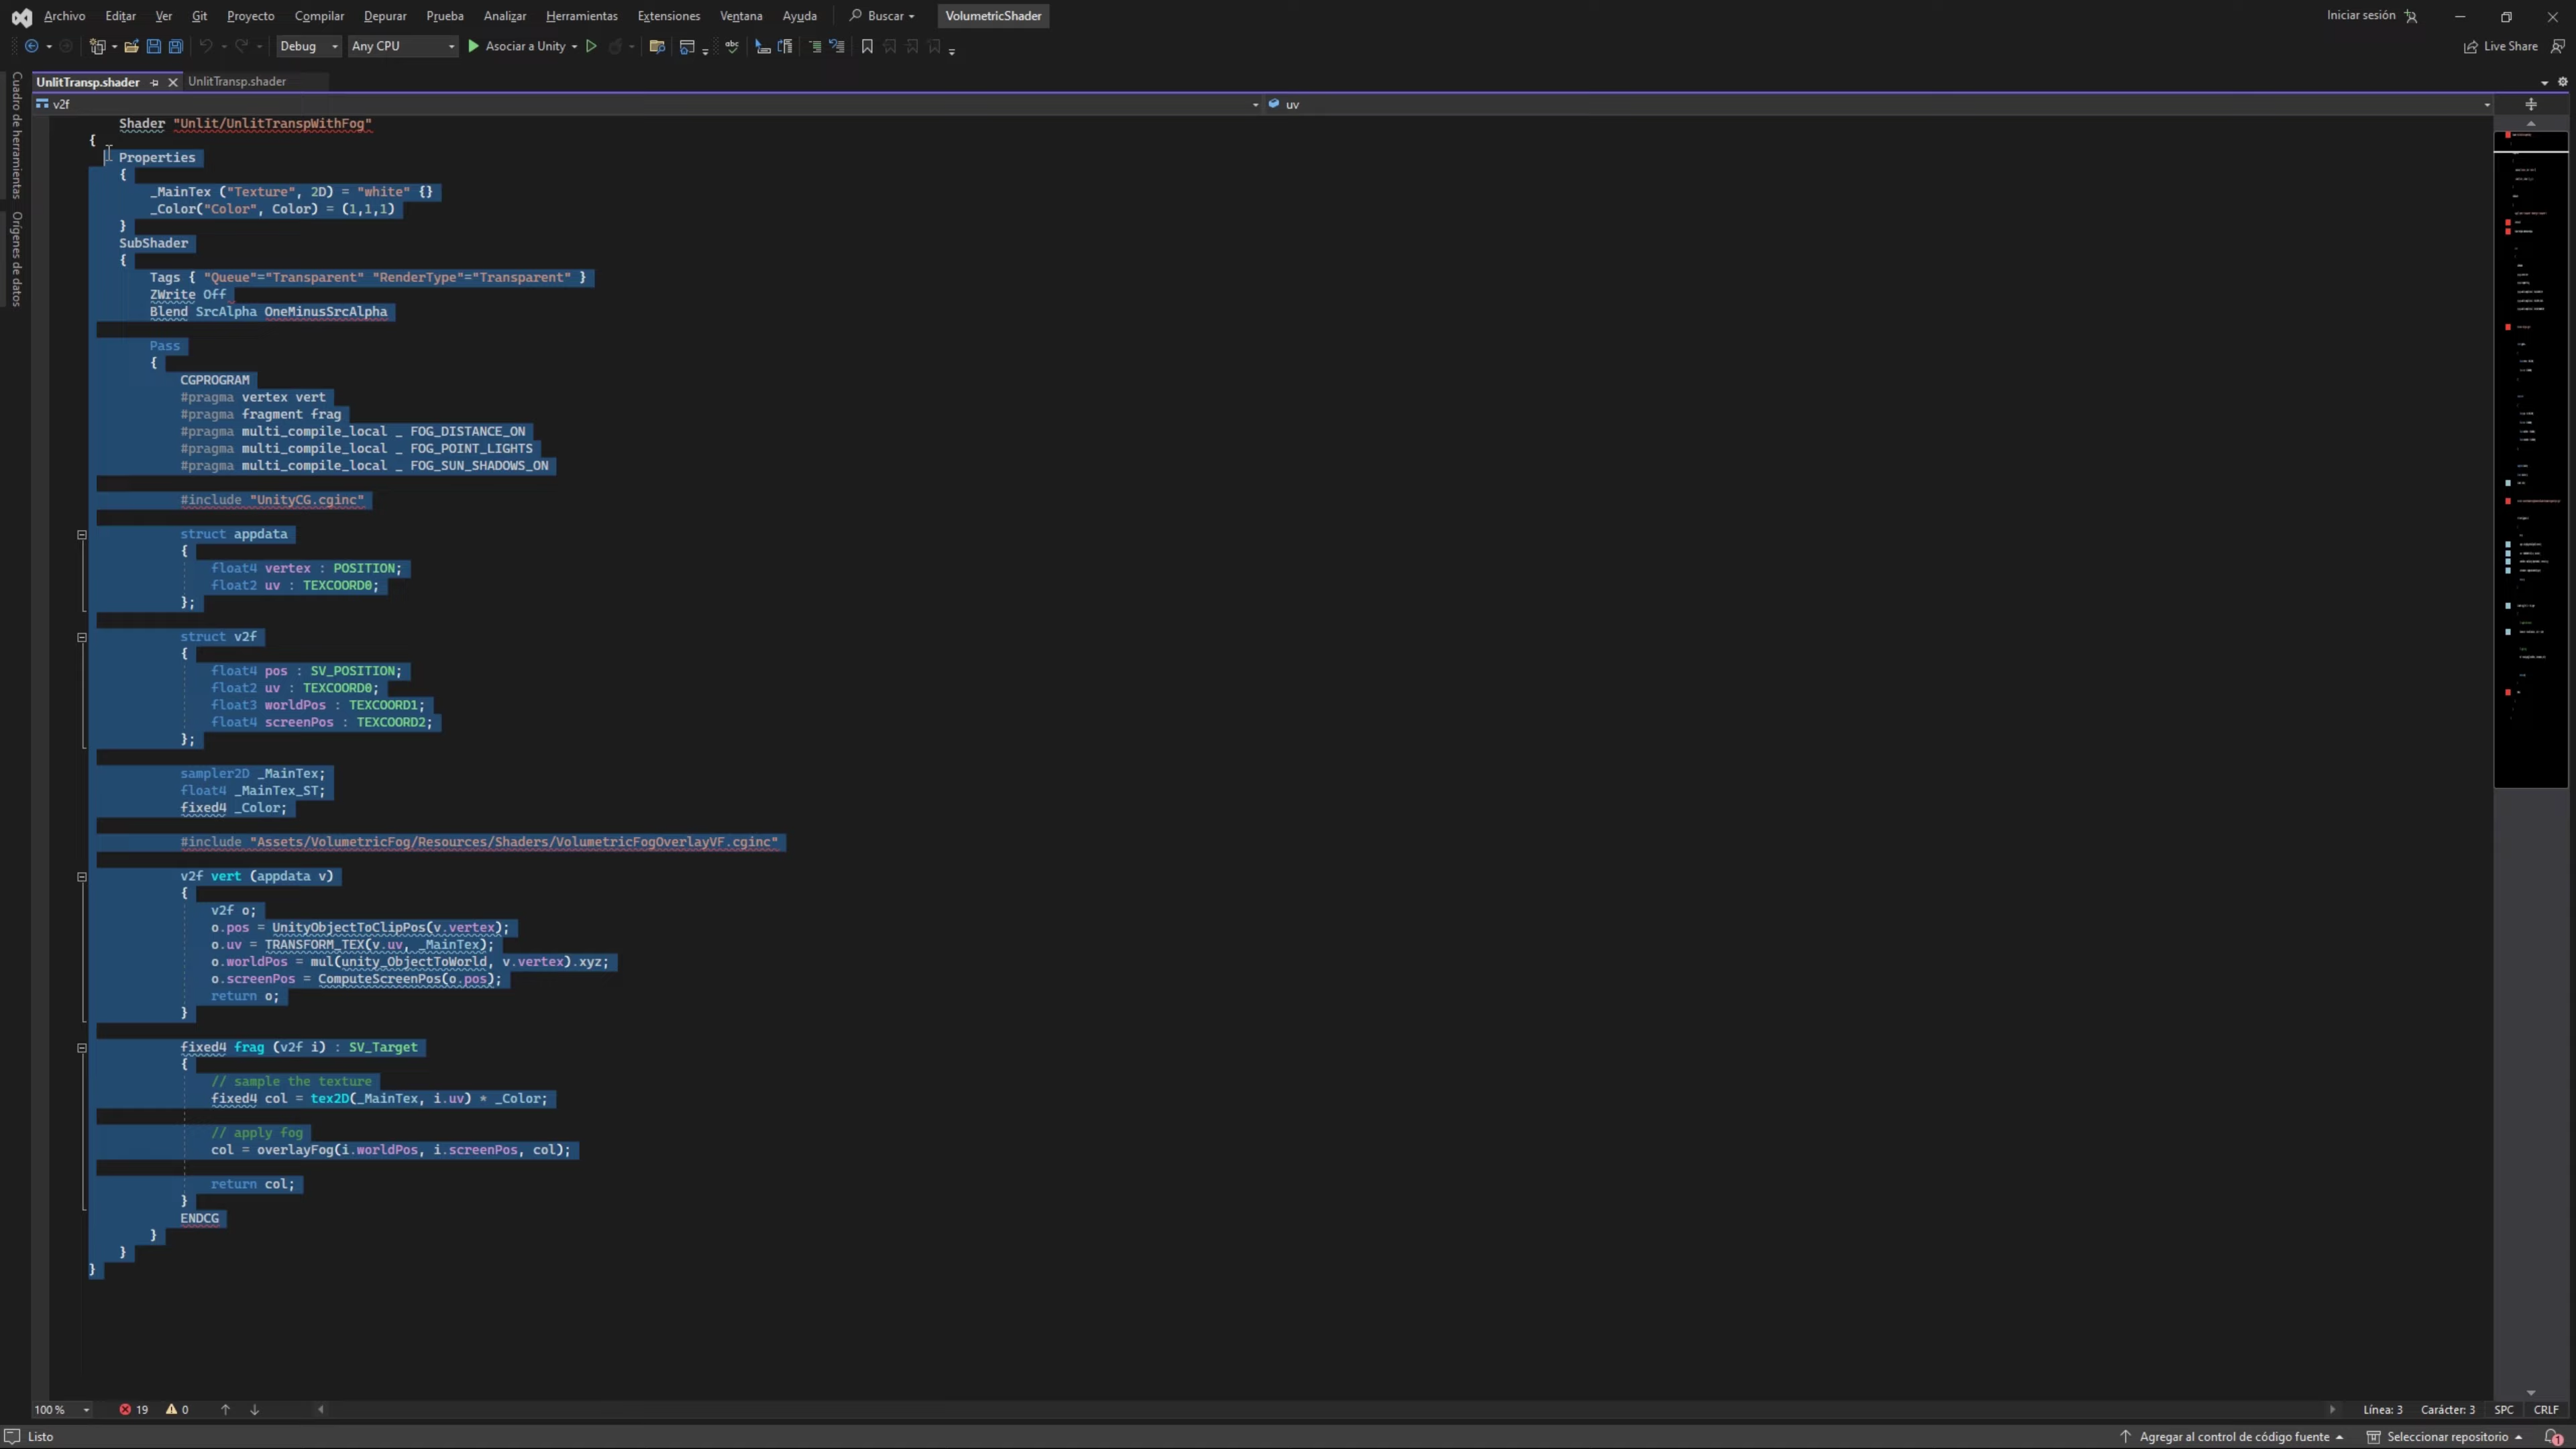 Archivo Editar Ver Git Proyecto Compilar Depurar Prueba Analizar Herramientas Extensiones Ventana Ayuda Buscar VolumetricShader Iniciar sesión
Debug Any CPU Asociar a Unity Live Share
Cuadro de herramientas
Orígenes de datos
UnlitTransp.shader UnlitTransp.shader
v2f uv
Shader "Unlit/UnlitTranspWithFog"
{
Properties
{
_MainTex ("Texture", 2D) = "white" {}
_Color("Color", Color) = (1,1,1)
}
SubShader
{
Tags { "Queue"="Transparent" "RenderType"="Transparent" }
ZWrite Off
Blend SrcAlpha OneMinusSrcAlpha
Pass
{
CGPROGRAM
#pragma vertex vert
#pragma fragment frag
#pragma multi_compile_local _ FOG_DISTANCE_ON
#pragma multi_compile_local _ FOG_POINT_LIGHTS
#pragma multi_compile_local _ FOG_SUN_SHADOWS_ON
#include "UnityCG.cginc"
struct appdata
{
float4 vertex : POSITION;
float2 uv : TEXCOORD0;
};
struct v2f
{
float4 pos : SV_POSITION;
float2 uv : TEXCOORD0;
float3 worldPos : TEXCOORD1;
float4 screenPos : TEXCOORD2;
};
sampler2D _MainTex;
float4 _MainTex_ST;
fixed4 _Color;
#include "Assets/VolumetricFog/Resources/Shaders/VolumetricFogOverlayVF.cginc"
v2f vert (appdata v)
{
v2f o;
o.pos = UnityObjectToClipPos(v.vertex);
o.uv = TRANSFORM_TEX(v.uv, _MainTex);
o.worldPos = mul(unity_ObjectToWorld, v.vertex).xyz;
o.screenPos = ComputeScreenPos(o.pos);
return o;
}
fixed4 frag (v2f i) : SV_Target
{
// sample the texture
fixed4 col = tex2D(_MainTex, i.uv) * _Color;
// apply fog
col = overlayFog(i.worldPos, i.screenPos, col);
return col;
}
ENDCG
}
}
}
100 % 19 0 Línea: 3 Carácter: 3 SPC CRLF
Listo Agregar al control de código fuente Seleccionar repositorio 1